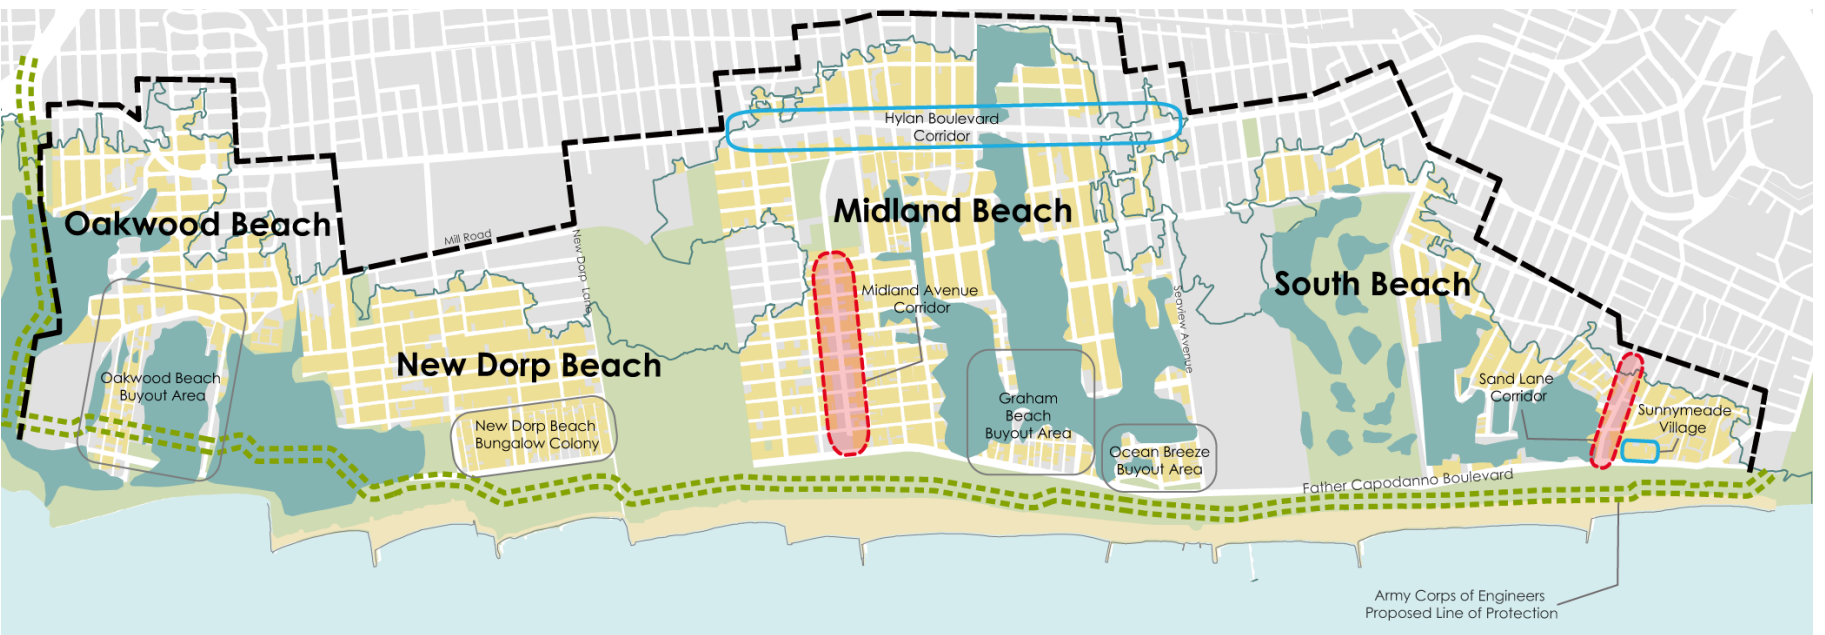 Hylan Boulevard
Corridor
Oakwood Beach
Midland Beach
Mill Road
New Dorp Lane
South Beach
Midland Avenue
Corridor
Seaview Avenue
New Dorp Beach
Oakwood Beach
Buyout Area
Sand Lane
Corridor
Graham
Beach
Buyout Area
Sunnymeade
Village
New Dorp Beach
Bungalow Colony
Ocean Breeze
Buyout Area
Father Capodanno Boulevard
Army Corps of Engineers
Proposed Line of Protection